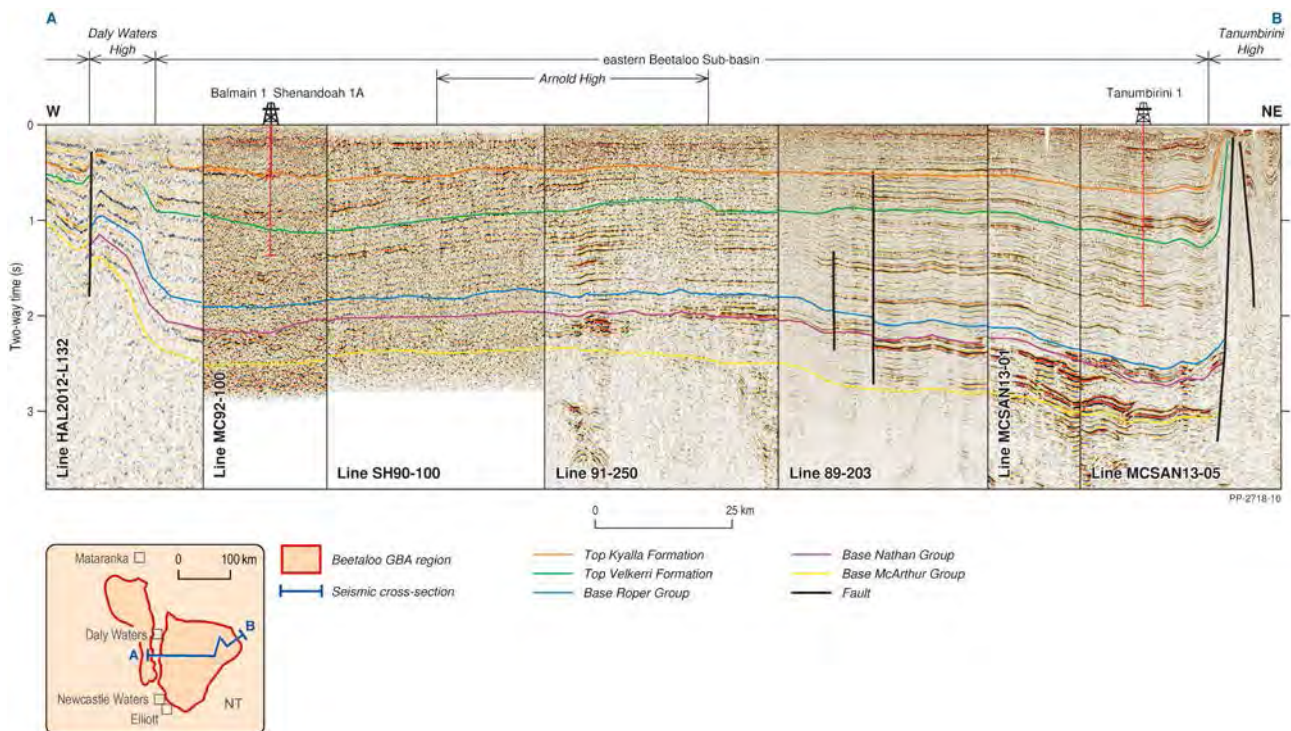 A
B
Daly Waters
High
Tanumbirini
High
eastern Beetaloo Sub-basin
Arnold High
Balmain 1 Shenandoah 1A
Tanumbirini 1
W
NE
0
1
2
3
Two-way time (s)
Line HAL2012-L132
Line MC92-100
Line SH90-100
Line 91-250
Line 89-203
Line MCSAN13-01
Line MCSAN13-05
PP-2718-16
0 25 km
Mataranka
0 100 km
Daly Waters
A
B
Newcastle Waters
Elliott
NT
Beetaloo GBA region
Seismic cross-section
Top Kyalla Formation
Top Velkerri Formation
Base Roper Group
Base Nathan Group
Base McArthur Group
Fault